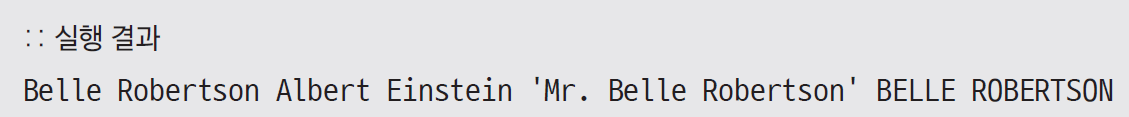 :: 실행 결과
Belle Robertson Albert Einstein 'Mr. Belle Robertson' BELLE ROBERTSON